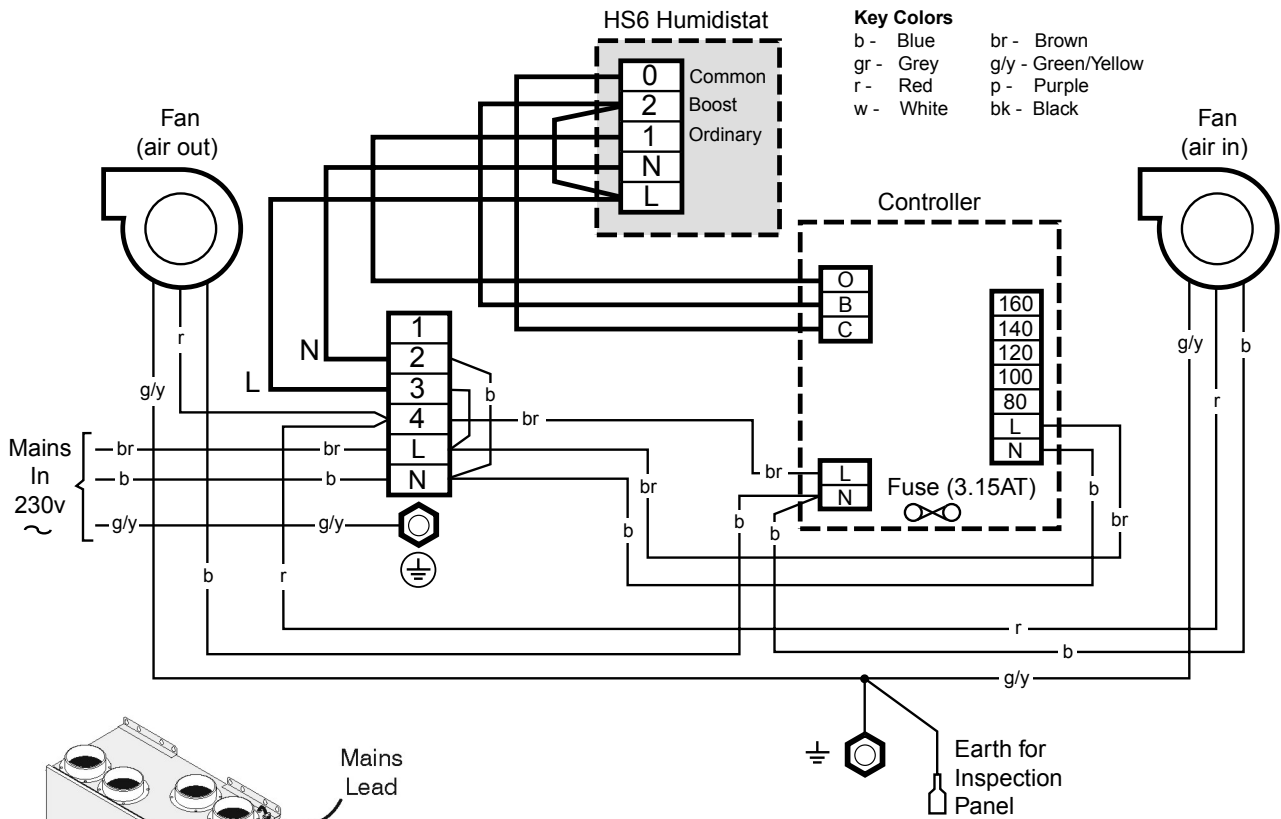 HS6 Humidistat
Key Colors
b - Blue br - Brown
gr - Grey g/y - Green/Yellow
r - Red p - Purple
w - White bk - Black
0 Common
2 Boost
1 Ordinary
N
L
Fan
(air out)
Fan
(air in)
Controller
O
B
C
160
140
120
100
80
L
N
L
N
Fuse (3.15AT)
1
2
3
4
L
N
N
L
r
g/y
b
br
Mains
In
230v
~
br
br
b
b
g/y
g/y
br
br
b
b
b
b
br
g/y
b
r
b
r
r
b
g/y
Mains
Lead
Earth for
Inspection
Panel